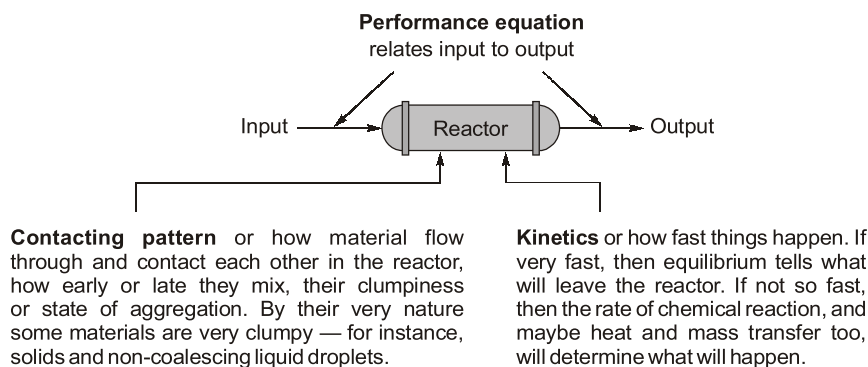 Performance equation
relates input to output
Input
Reactor
Output
Contacting pattern or how material flow
through and contact each other in the reactor,
how early or late they mix, their clumpiness
or state of aggregation. By their very nature
some materials are very clumpy — for instance,
solids and non-coalescing liquid droplets.
Kinetics or how fast things happen. If
very fast, then equilibrium tells what
will leave the reactor. If not so fast,
then the rate of chemical reaction, and
maybe heat and mass transfer too,
will determine what will happen.